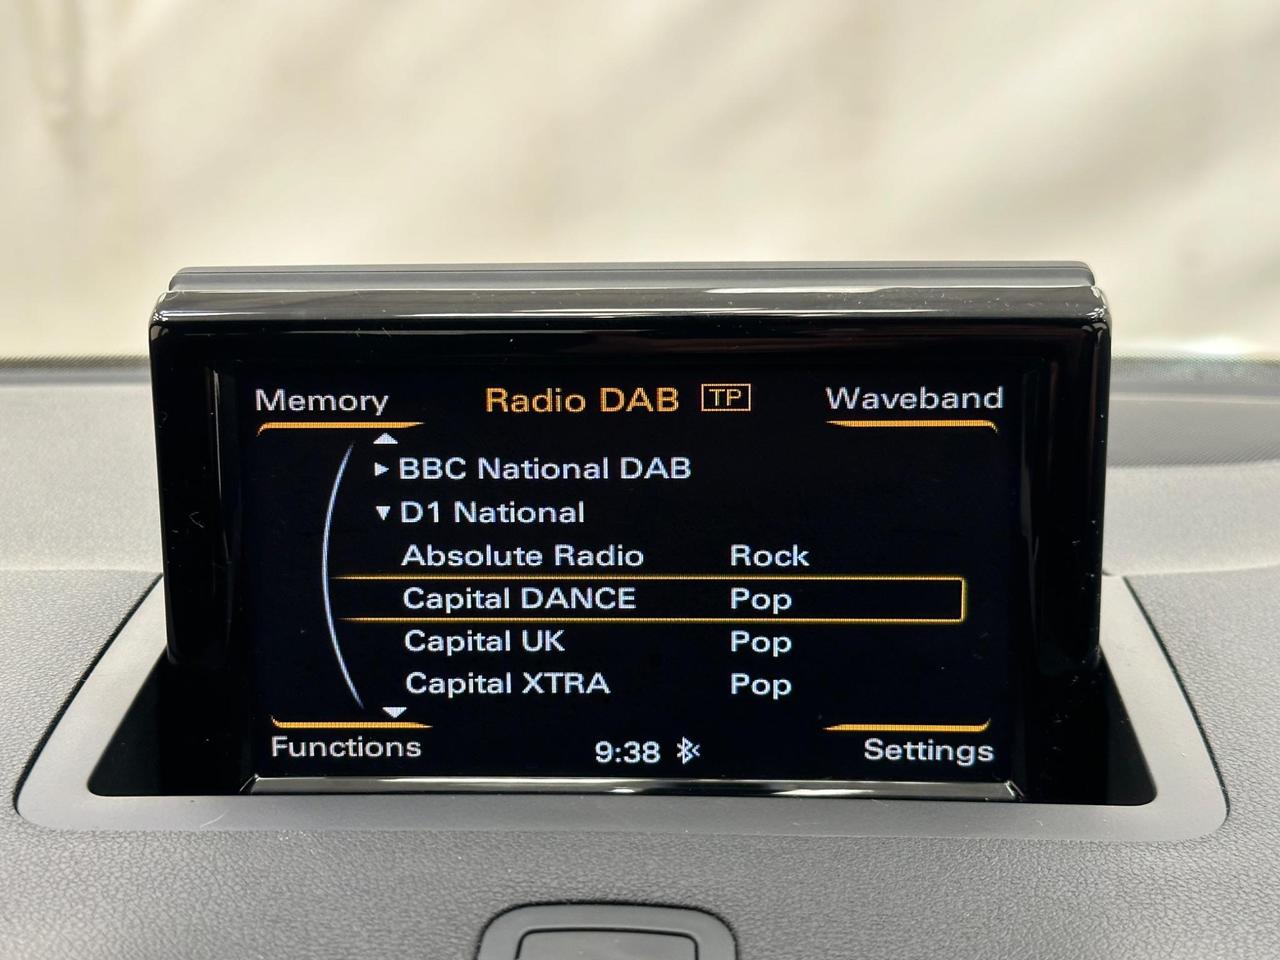 Memory Radio DAB TP Waveband
BBC National DAB
D1 National
Absolute Radio Rock
Capital DANCE Pop
Capital UK Pop
Capital XTRA Pop
Functions 9:38 Settings